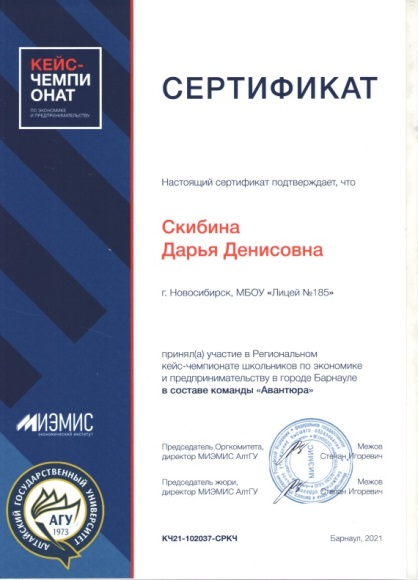 КЕЙС-
ЧЕМПИ
ОНАТ
ПО ЭКОНОМИКЕ
И ПРЕДПРИНИМАТЕЛЬСТВУ
СЕРТИФИКАТ
Настоящий сертификат подтверждает, что
Скибина
Дарья Денисовна
г. Новосибирск, МБОУ «Лицей №185»
принял(а) участие в Региональном
кейс-чемпионате школьников по экономике
и предпринимательству в городе Барнауле
в составе команды «Авантюра»
МИЭМИС
экономический институт
Председатель Оргкомитета,
директор МИЭМИС АлтГУ
Межов
Степан Игоревич
Председатель жюри,
директор МИЭМИС АлтГУ
Межов
Степан Игоревич
МИЭМИС
АЛТАЙСКИЙ ГОСУДАРСТВЕННЫЙ УНИВЕРСИТЕТ
АГУ
1973
КЧ21-102037-СРКЧ
Барнаул, 2021